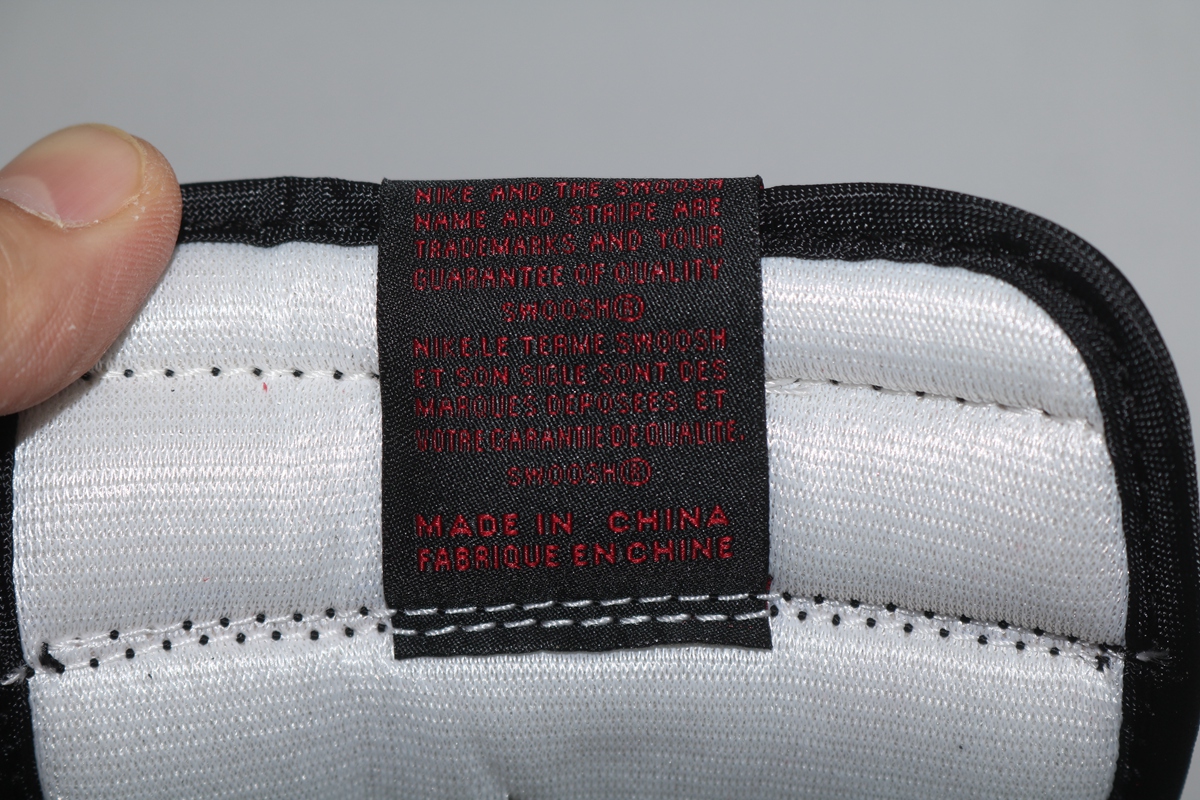 NIKE AND THE SWOOSH
NAME AND STRIPE ARE
TRADEMARKS AND YOUR
GUARANTEE OF QUALITY
SWOOSH®
NIKE.LE TERME SWOOSH
ET SON SIGLE SONT DES
MARQUES DEPOSEES ET
VOTRE GARANTIE DE QUALITE.
SWOOSH®
MADE IN CHINA
FABRIQUE EN CHINE